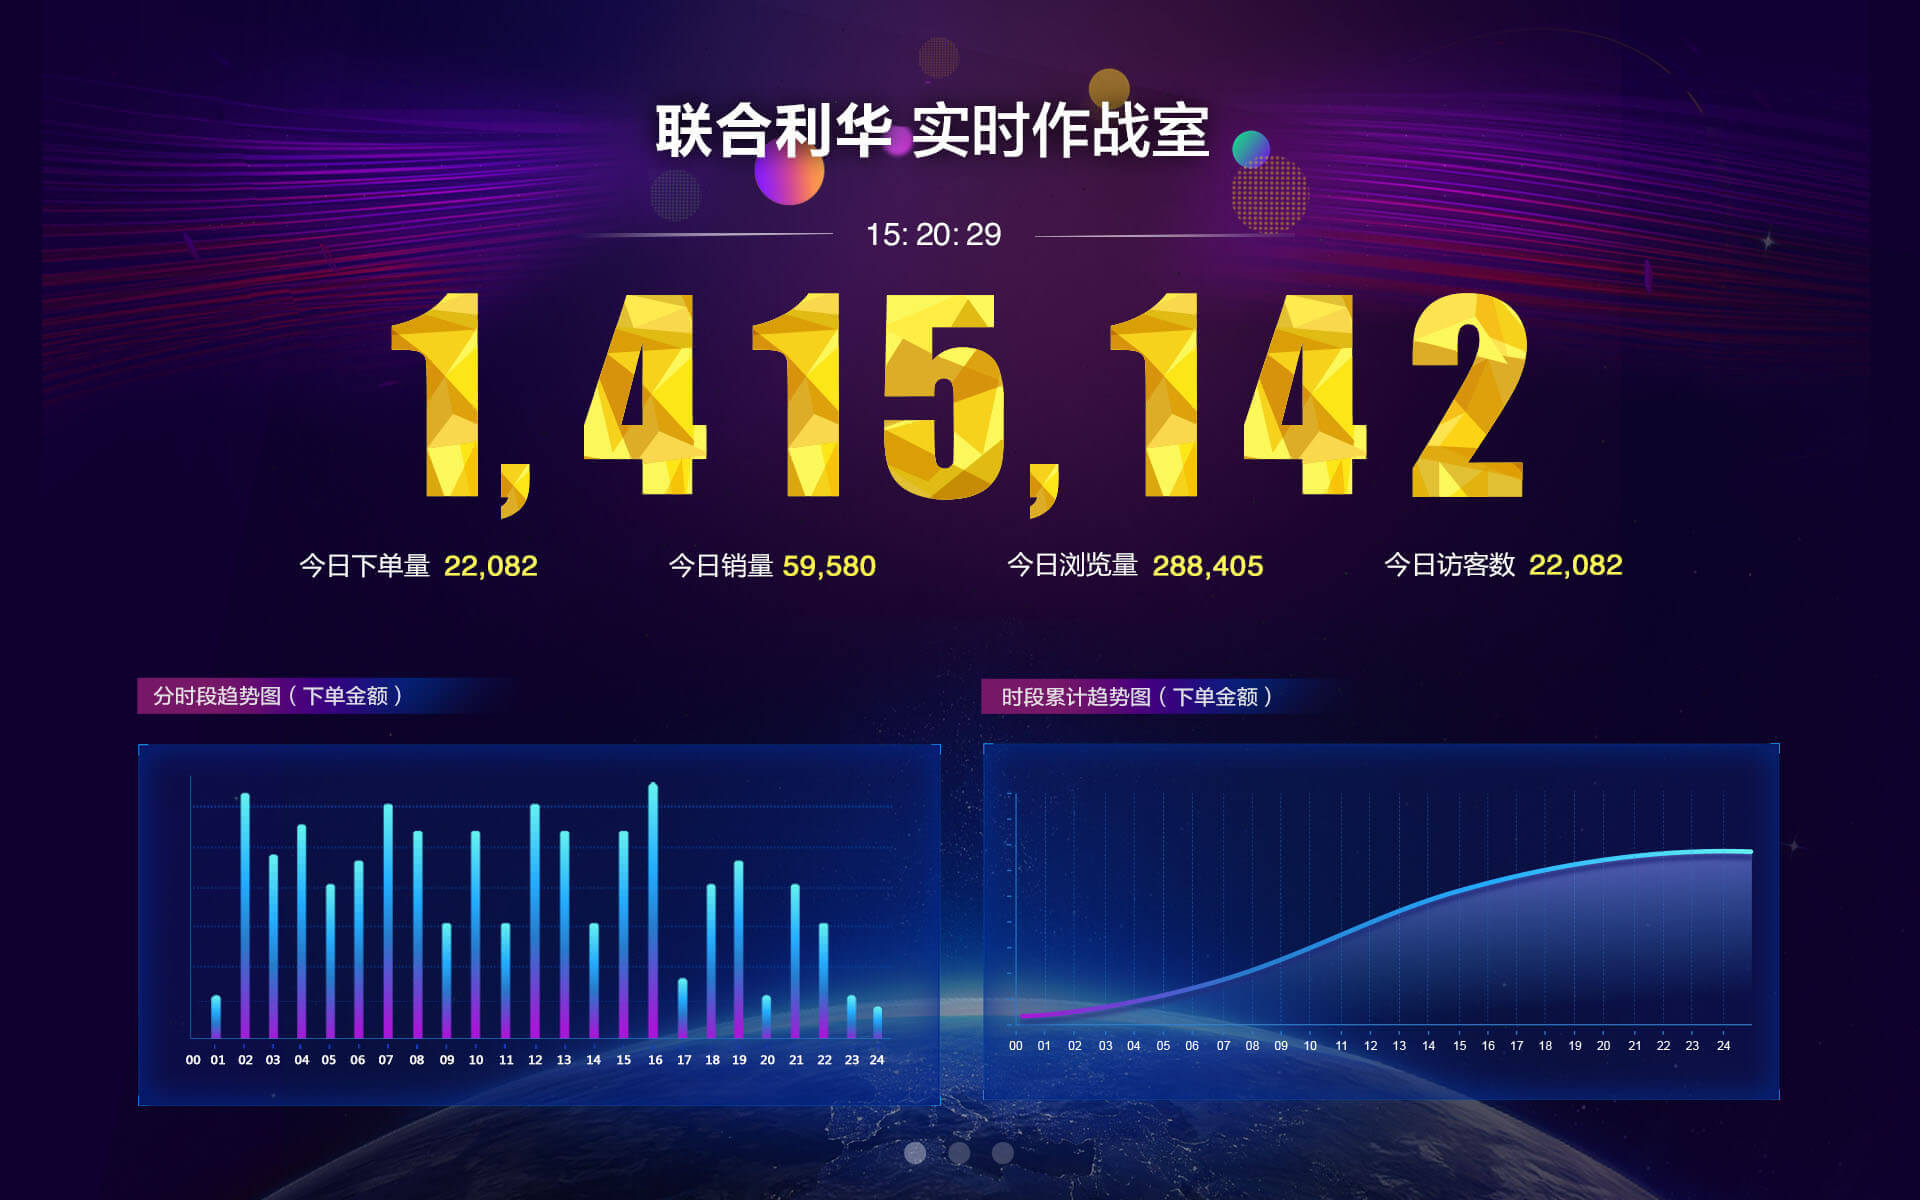 联合利华 实时作战室
15: 20: 29
1,415,142
今日下单量 22,082 今日销量 59,580 今日浏览量 288,405 今日访客数 22,082
分时段趋势图（下单金额）
00 01 02 03 04 05 06 07 08 09 10 11 12 13 14 15 16 17 18 19 20 21 22 23 24
时段累计趋势图（下单金额）
00 01 02 03 04 05 06 07 08 09 10 11 12 13 14 15 16 17 18 19 20 21 22 23 24